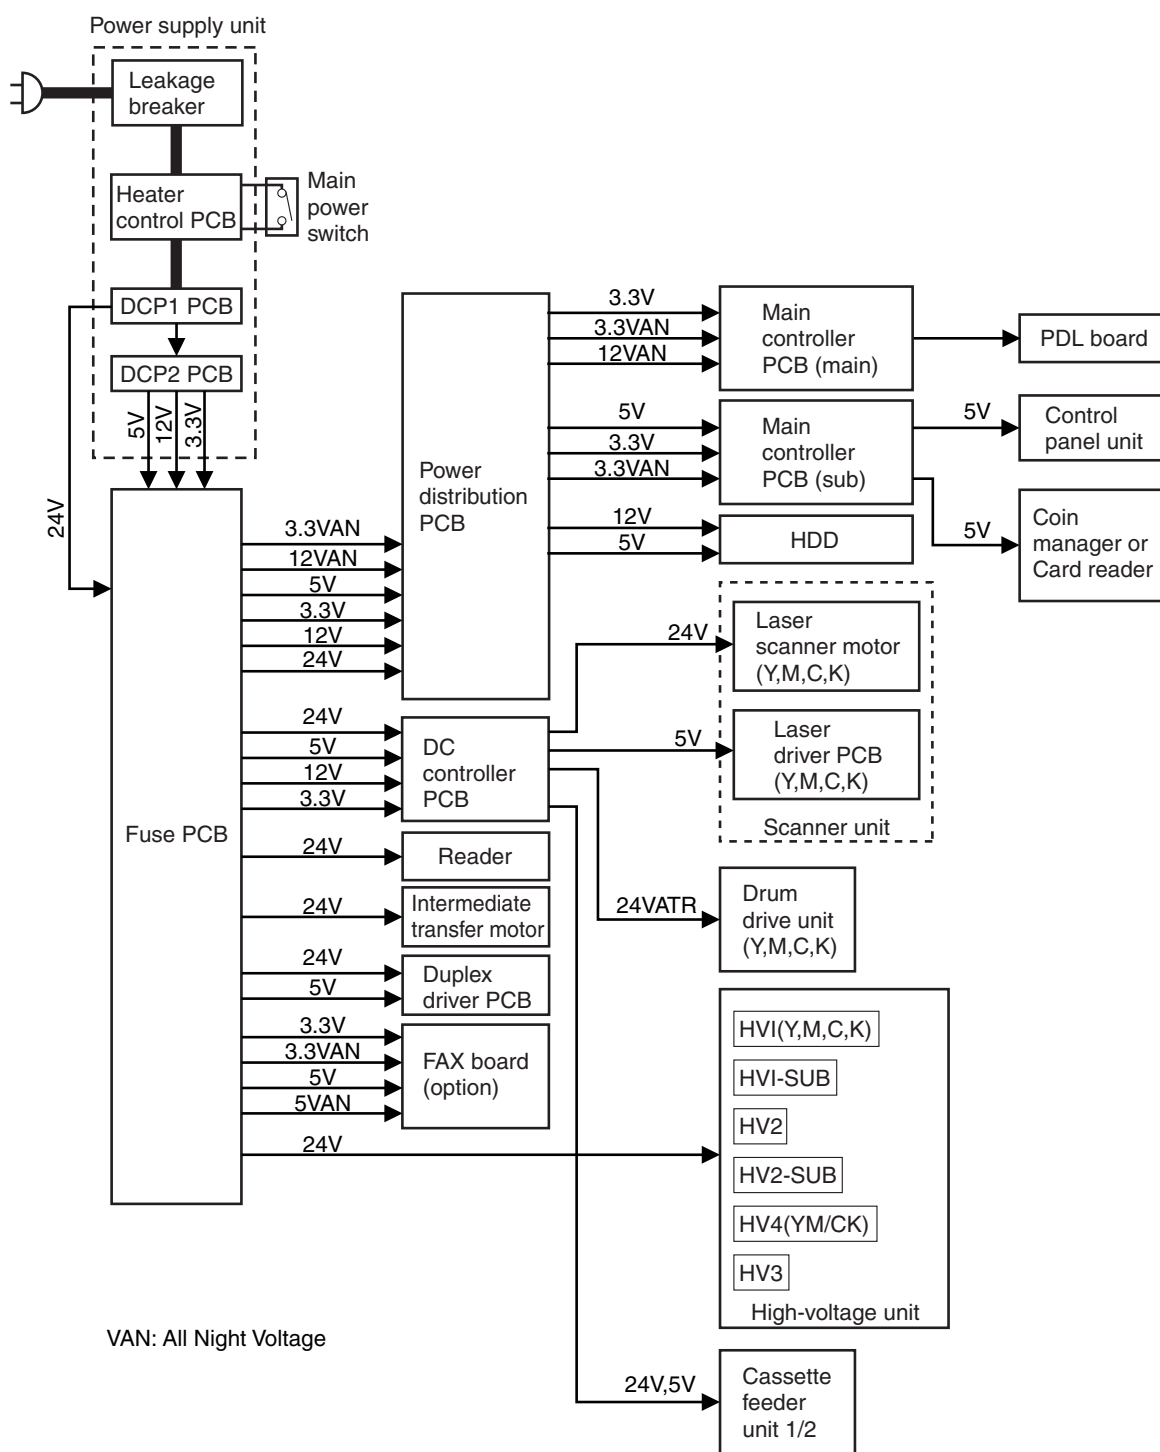 Power supply unit
Leakage
breaker
Heater
control PCB
Main
power
switch
DCP1 PCB
DCP2 PCB
5V
12V
3.3V
24V
Fuse PCB
3.3VAN
12VAN
5V
3.3V
12V
24V
Power
distribution
PCB
3.3V
3.3VAN
12VAN
Main
controller
PCB (main)
PDL board
5V
3.3V
3.3VAN
Main
controller
PCB (sub)
5V
Control
panel unit
5V
Coin
manager or
Card reader
12V
5V
HDD
24V
5V
12V
3.3V
DC
controller
PCB
24V
Laser
scanner motor
(Y,M,C,K)
5V
Laser
driver PCB
(Y,M,C,K)
Scanner unit
24V
Reader
24V
Intermediate
transfer motor
24VATR
Drum
drive unit
(Y,M,C,K)
24V
5V
Duplex
driver PCB
3.3V
3.3VAN
5V
5VAN
FAX board
(option)
24V
HVI(Y,M,C,K)
HVI-SUB
HV2
HV2-SUB
HV4(YM/CK)
HV3
High-voltage unit
VAN: All Night Voltage
24V,5V
Cassette
feeder
unit 1/2